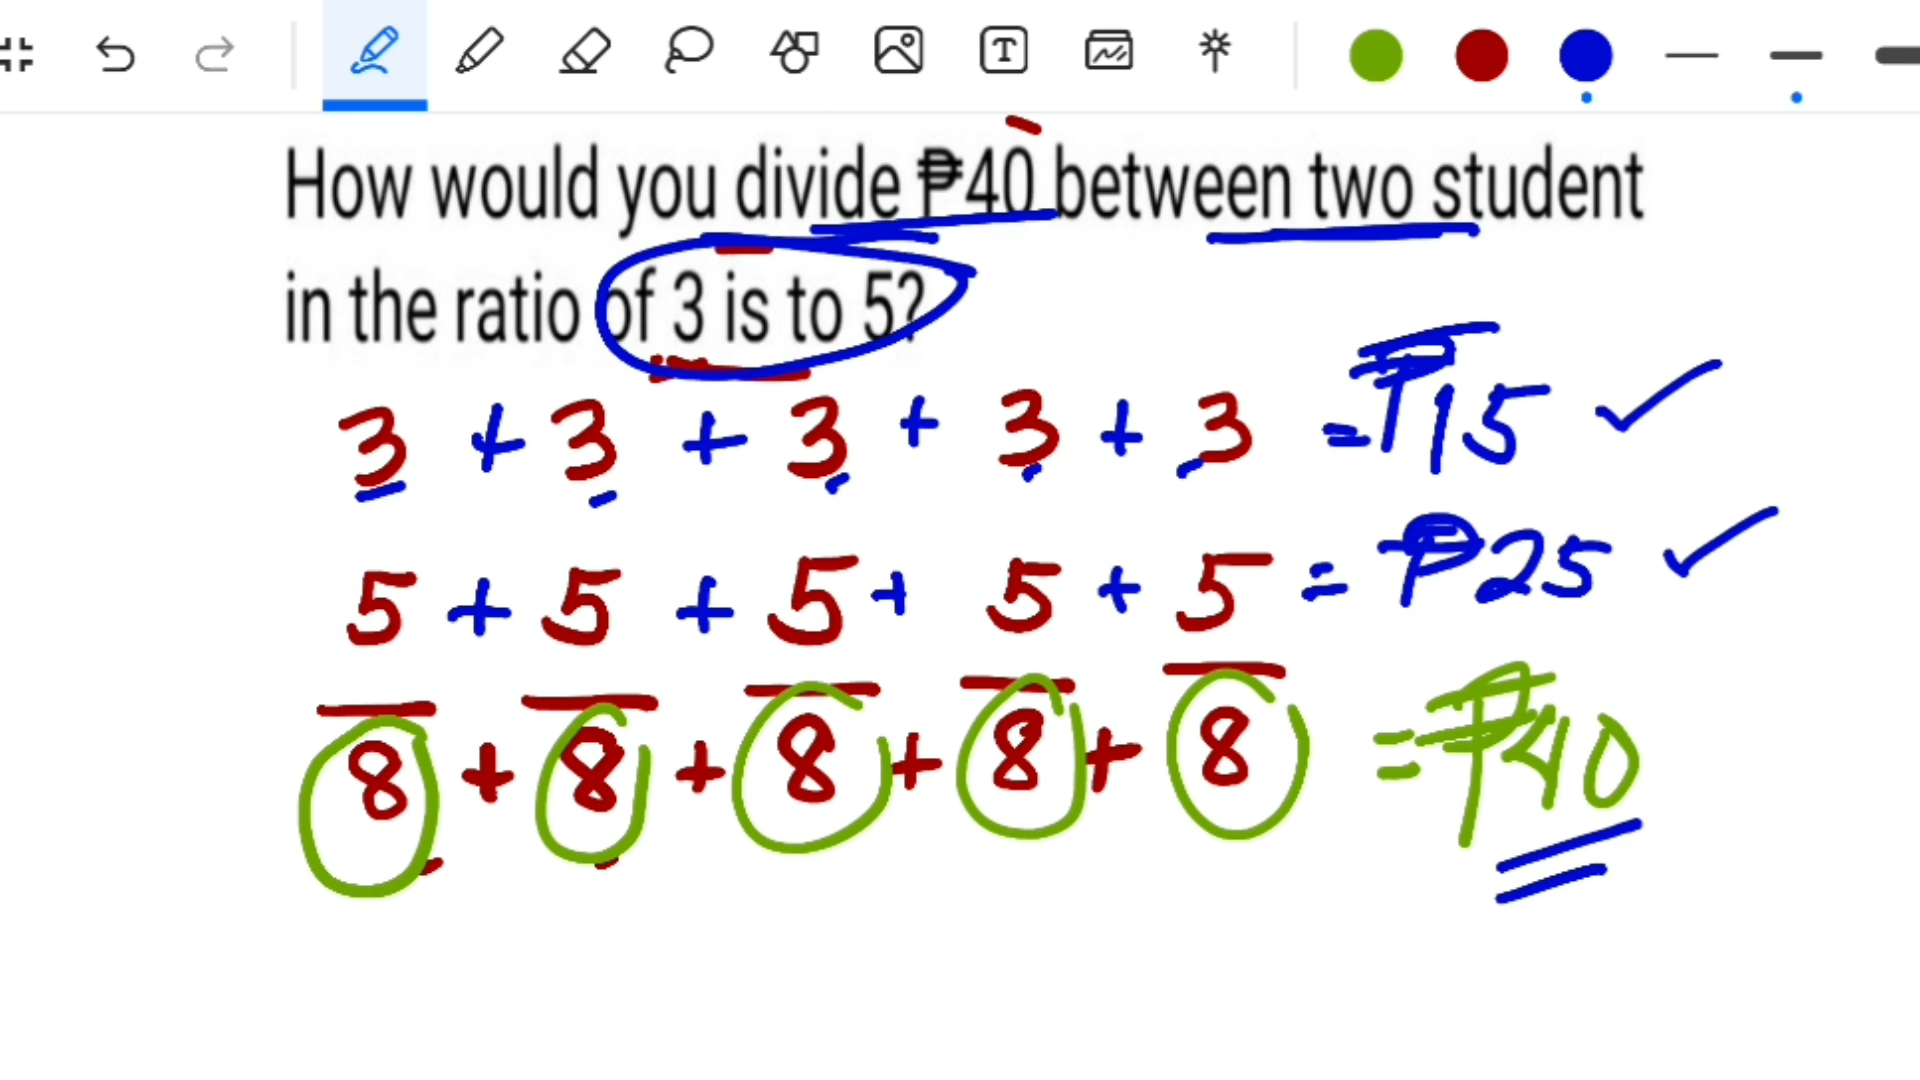 T
How would you divide ₱40 between two student
in the ratio of 3 is to 5?
3 + 3 + 3 + 3 + 3 = ₱15
5 + 5 + 5 + 5 + 5 = ₱25
8 + 8 + 8 + 8 + 8 = ₱40